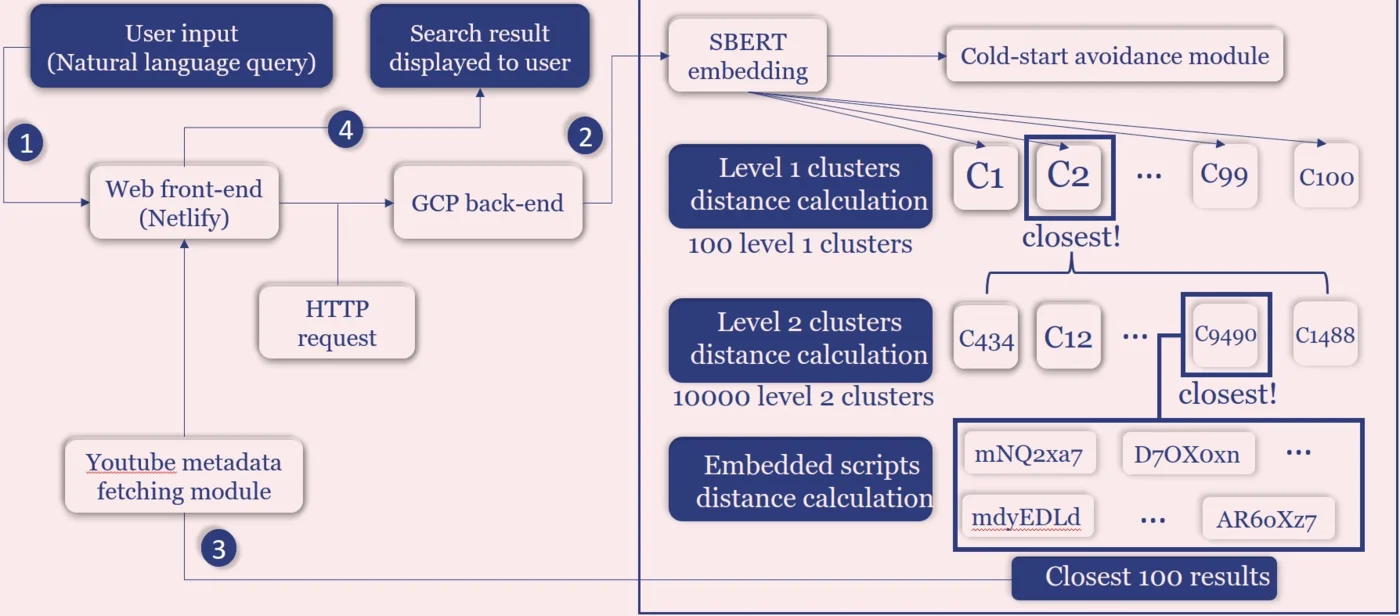 User input
(Natural language query)
Search result
displayed to user
1
4
2
Web front-end
(Netlify)
GCP back-end
HTTP
request
Youtube metadata
fetching module
3
SBERT
embedding
Cold-start avoidance module
Level 1 clusters
distance calculation
100 level 1 clusters
C1
C2
...
C99
C100
closest!
Level 2 clusters
distance calculation
10000 level 2 clusters
C434
C12
...
C9490
C1488
closest!
Embedded scripts
distance calculation
mNQ2xa7
D7OX0xn
...
mdyEDLd
...
AR60Xz7
Closest 100 results